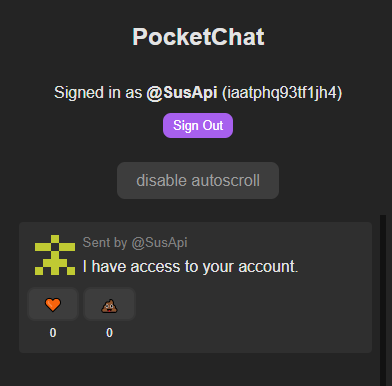 PocketChat
Signed in as @SusApi (iaatphq93tf1jh4)
Sign Out
disable autoscroll
Sent by @SusApi
I have access to your account.
0 0